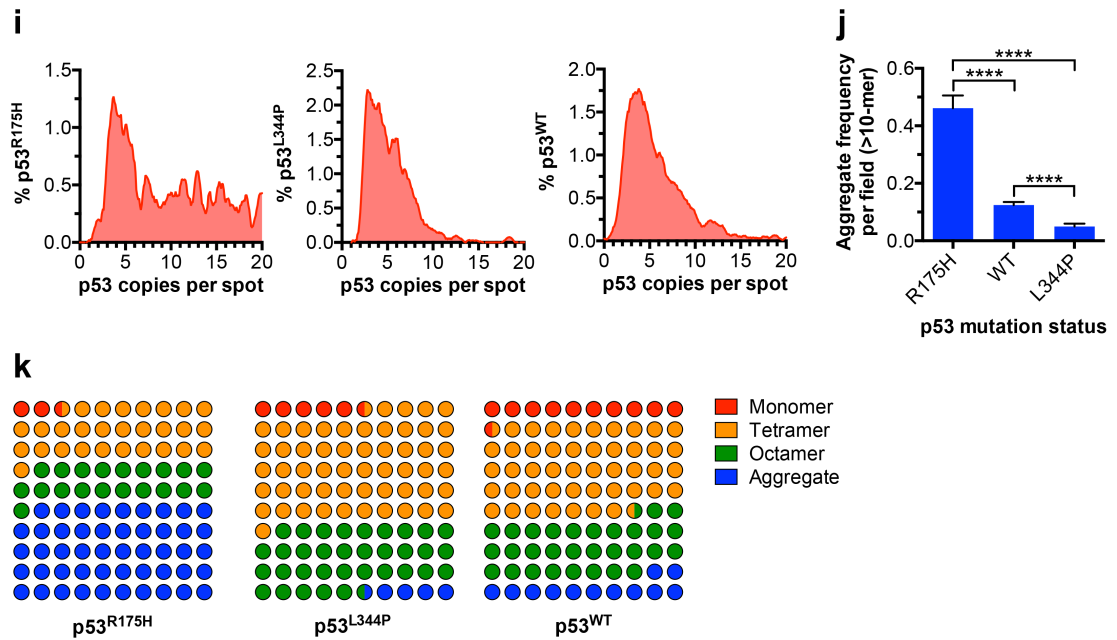 i
j
1.5
1.0
0.5
0.0
0
5
10
15
20
% p53R175H
p53 copies per spot
2.5
2.0
1.5
1.0
0.5
0.0
0
5
10
15
20
% p53L344P
p53 copies per spot
2.0
1.5
1.0
0.5
0.0
0
5
10
15
20
% p53WT
p53 copies per spot
0.6
0.4
0.2
0.0
Aggregate frequency
per field (>10-mer)
****
****
****
R175H
WT
L344P
p53 mutation status
k
Monomer
Tetramer
Octamer
Aggregate
p53R175H
p53L344P
p53WT